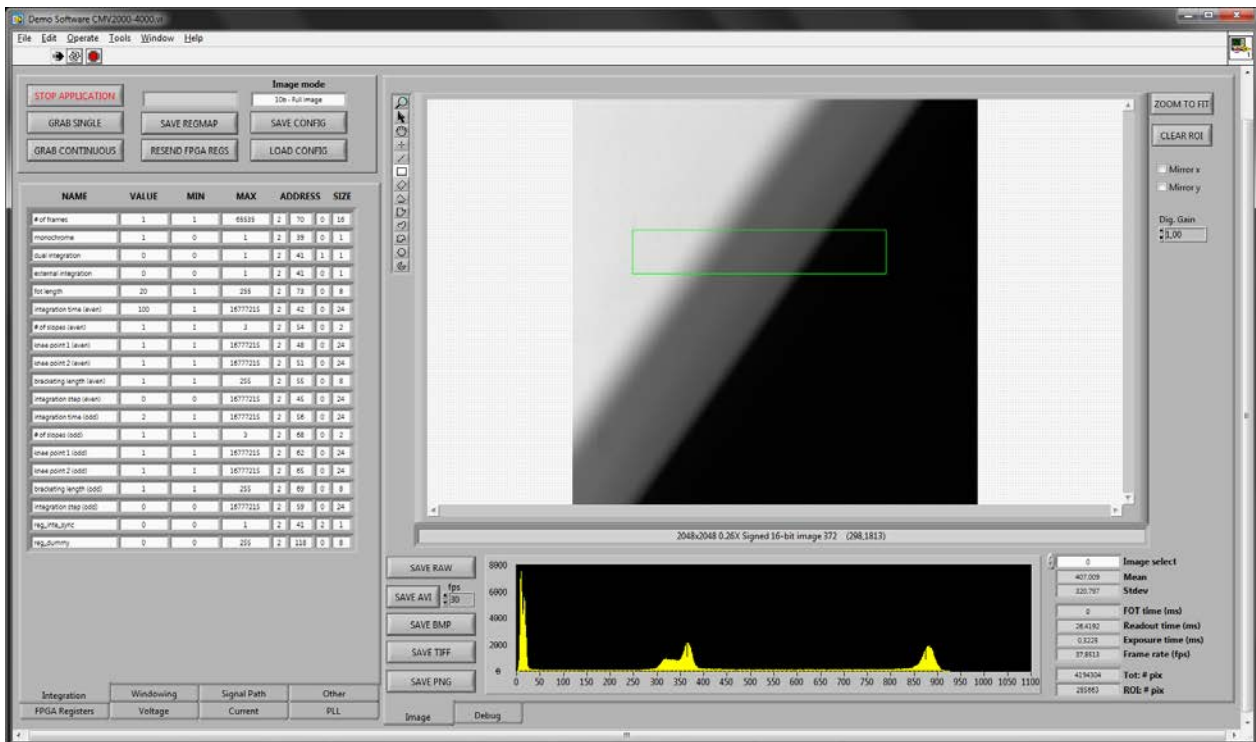 Demo Software CMV2000-4000.vi
File Edit Operate Tools Window Help
Image mode
STOP APPLICATION 10b - Full image
GRAB SINGLE SAVE REGMAP SAVE CONFIG
GRAB CONTINUOUS RESEND FPGA REGS LOAD CONFIG
NAME VALUE MIN MAX ADDRESS SIZE
# of frames 1 1 65535 2 70 0 16
monochrome 1 0 1 2 39 0 1
dual integration 0 0 1 2 41 1 1
external integration 0 0 1 2 41 0 1
fot length 20 1 255 2 73 0 8
integration time (even) 100 1 16777215 2 42 0 24
# of slopes (even) 1 1 3 2 54 0 2
knee point 1 (even) 1 1 16777215 2 48 0 24
knee point 2 (even) 1 1 16777215 2 51 0 24
bracketing length (even) 1 1 255 2 55 0 8
integration step (even) 0 0 16777215 2 45 0 24
integration time (odd) 2 1 16777215 2 56 0 24
# of slopes (odd) 1 1 3 2 68 0 2
knee point 1 (odd) 1 1 16777215 2 62 0 24
knee point 2 (odd) 1 1 16777215 2 65 0 24
bracketing length (odd) 1 1 255 2 69 0 8
integration step (odd) 0 0 16777215 2 59 0 24
reg_inte_sync 0 0 1 2 41 2 1
reg_dummy 0 0 255 2 118 0 8
Integration Windowing Signal Path Other
FPGA Registers Voltage Current PLL
ZOOM TO FIT
CLEAR ROI
Mirror x
Mirror y
Dig. Gain
1,00
2048x2048 0.26X Signed 16-bit image 372 (298,1813)
SAVE RAW
SAVE AVI fps 30
SAVE BMP
SAVE TIFF
SAVE PNG
8800
6000
4000
2000
0
0 50 100 150 200 250 300 350 400 450 500 550 600 650 700 750 800 850 900 950 1000 1050 1100
0 Image select
407,009 Mean
Stdev
0 FOT time (ms)
26,4192 Readout time (ms)
0,3225 Exposure time (ms)
Frame rate (fps)
4194304 Tot: # pix
ROI: # pix
Image Debug